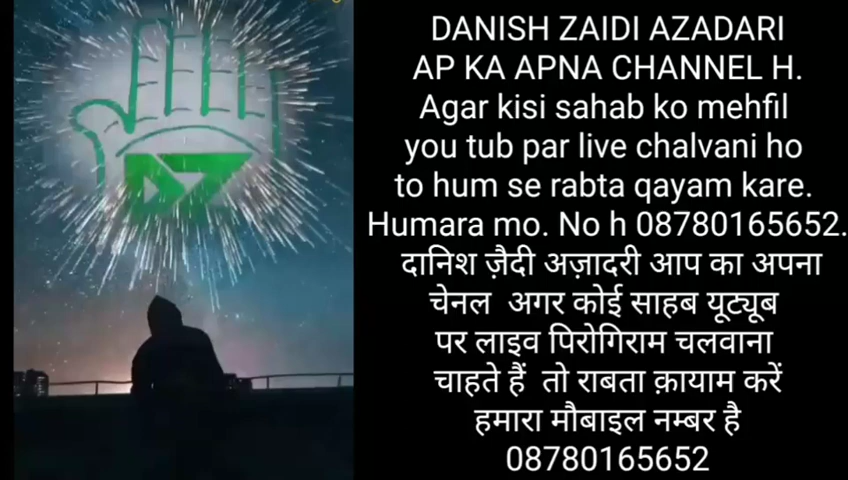 DZ
DANISH ZAIDI AZADARI
AP KA APNA CHANNEL H.
Agar kisi sahab ko mehfil
you tub par live chalvani ho
to hum se rabta qayam kare.
Humara mo. No h 08780165652.
दानिश ज़ैदी अज़ादरी आप का अपना
चेनल अगर कोई साहब यूट्यूब
पर लाइव पिरोगिराम चलवाना
चाहते हैं तो राबता क़ायाम करें
हमारा मौबाइल नम्बर है
08780165652